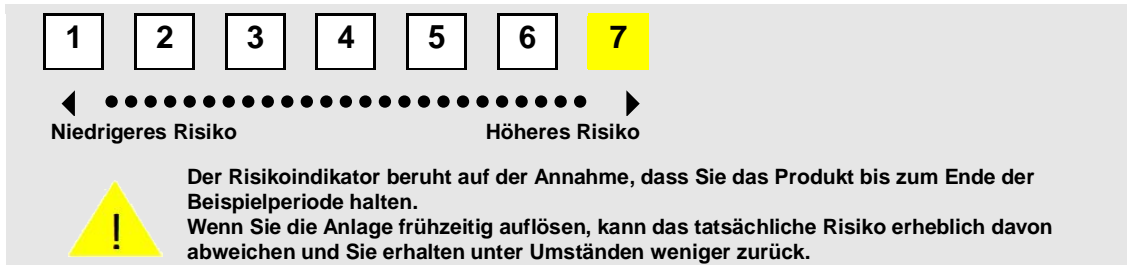 1 2 3 4 5 6 7
Niedrigeres Risiko Höheres Risiko
Der Risikoindikator beruht auf der Annahme, dass Sie das Produkt bis zum Ende der
Beispielperiode halten.
Wenn Sie die Anlage frühzeitig auflösen, kann das tatsächliche Risiko erheblich davon
abweichen und Sie erhalten unter Umständen weniger zurück.
!